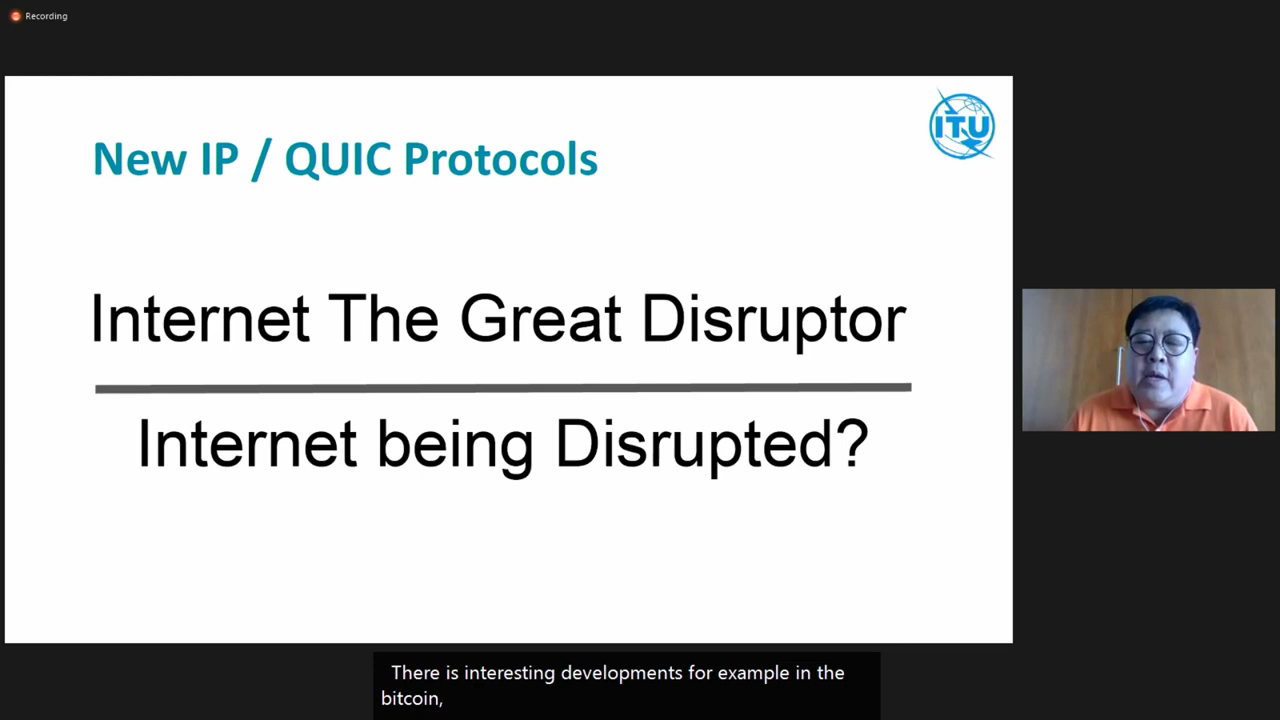 Recording
ITU
New IP / QUIC Protocols
Internet The Great Disruptor
Internet being Disrupted?
There is interesting developments for example in the
bitcoin,